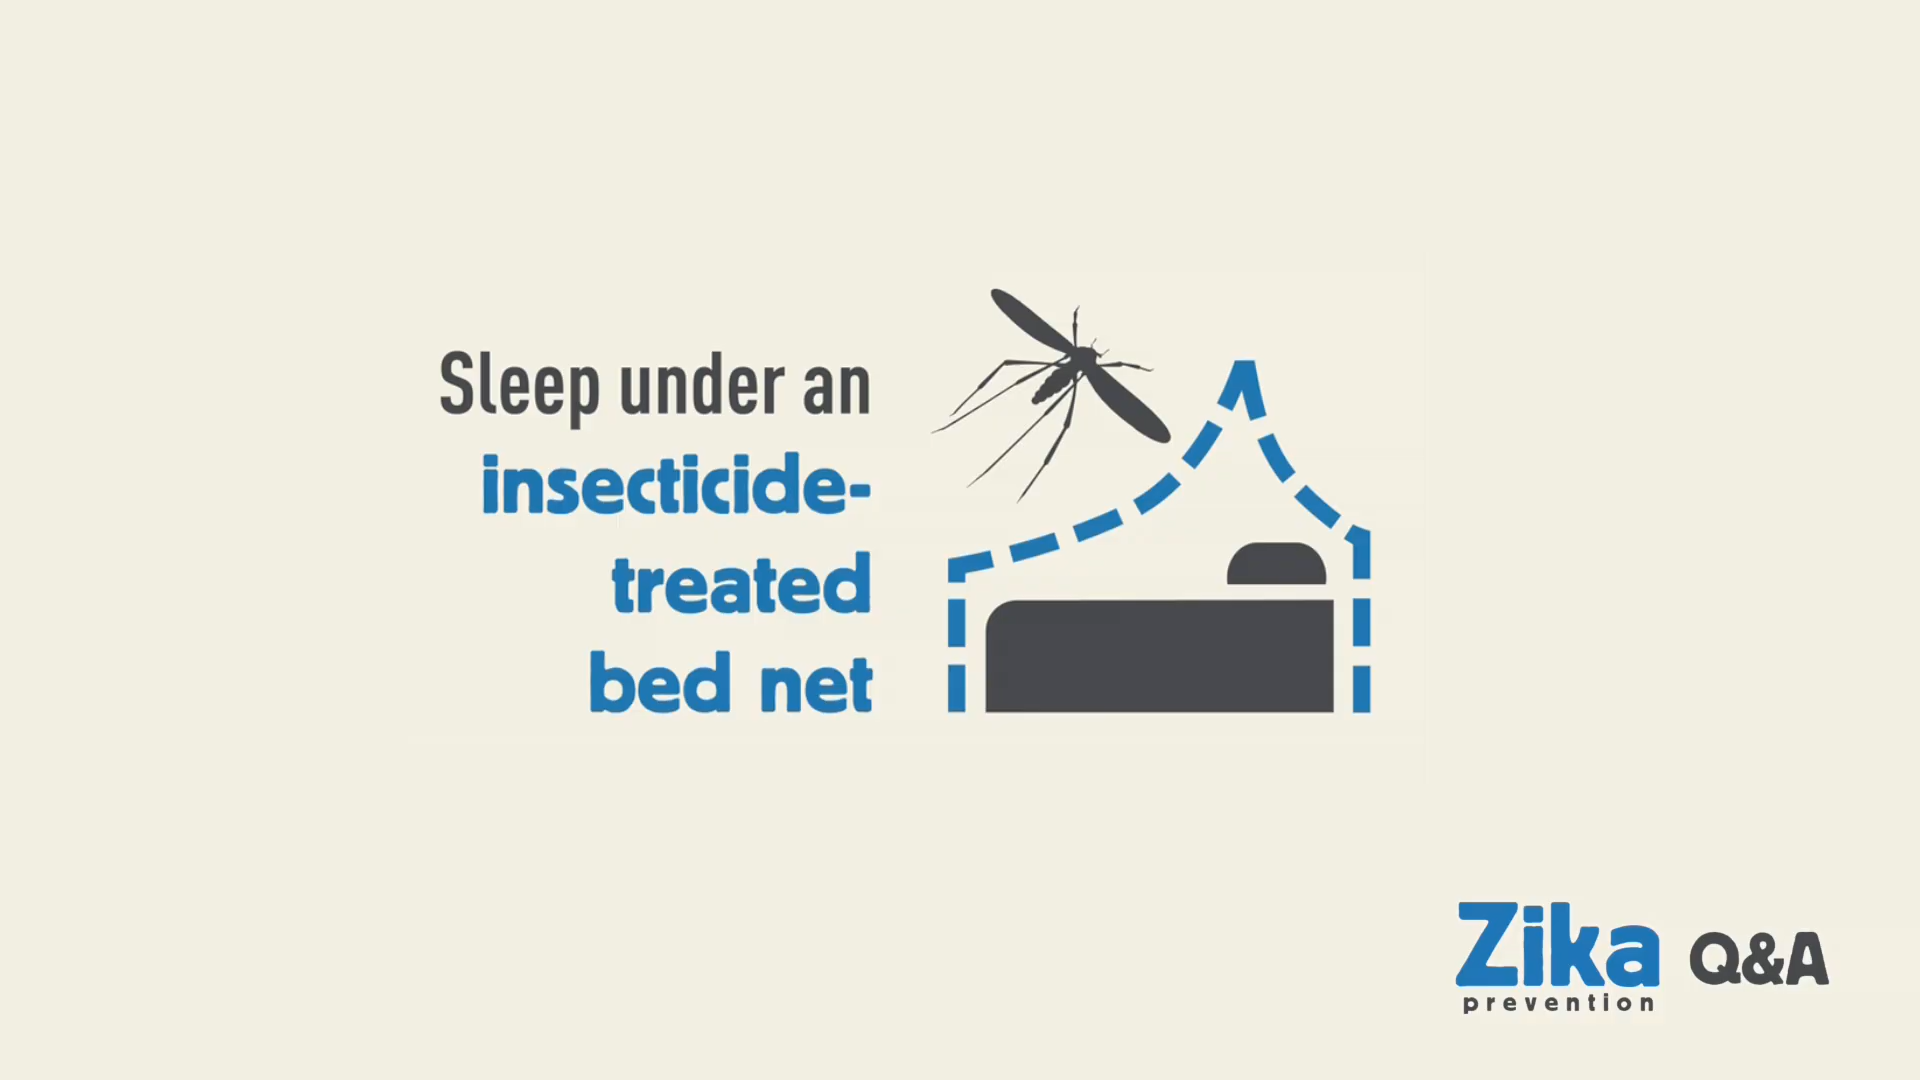 Sleep under an
insecticide-
treated
bed net
Zika Q&A
prevention